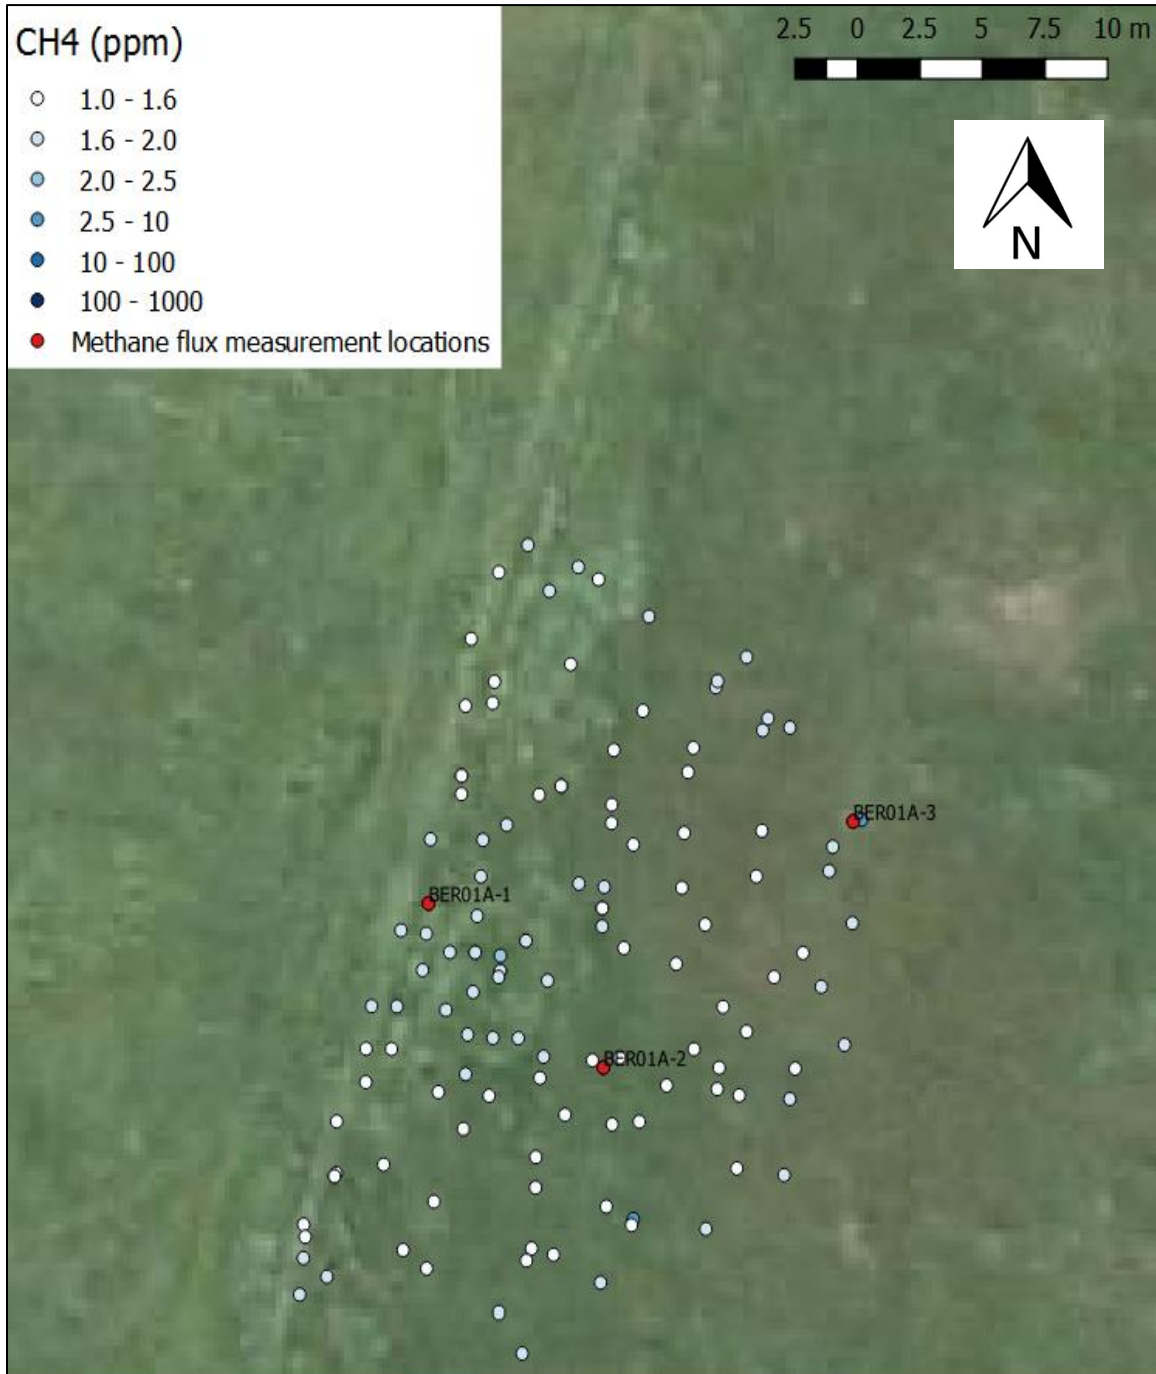 CH4 (ppm)
1.0 - 1.6
1.6 - 2.0
2.0 - 2.5
2.5 - 10
10 - 100
100 - 1000
Methane flux measurement locations
2.5 0 2.5 5 7.5 10 m
N
BER01A-3
BER01A-1
BER01A-2